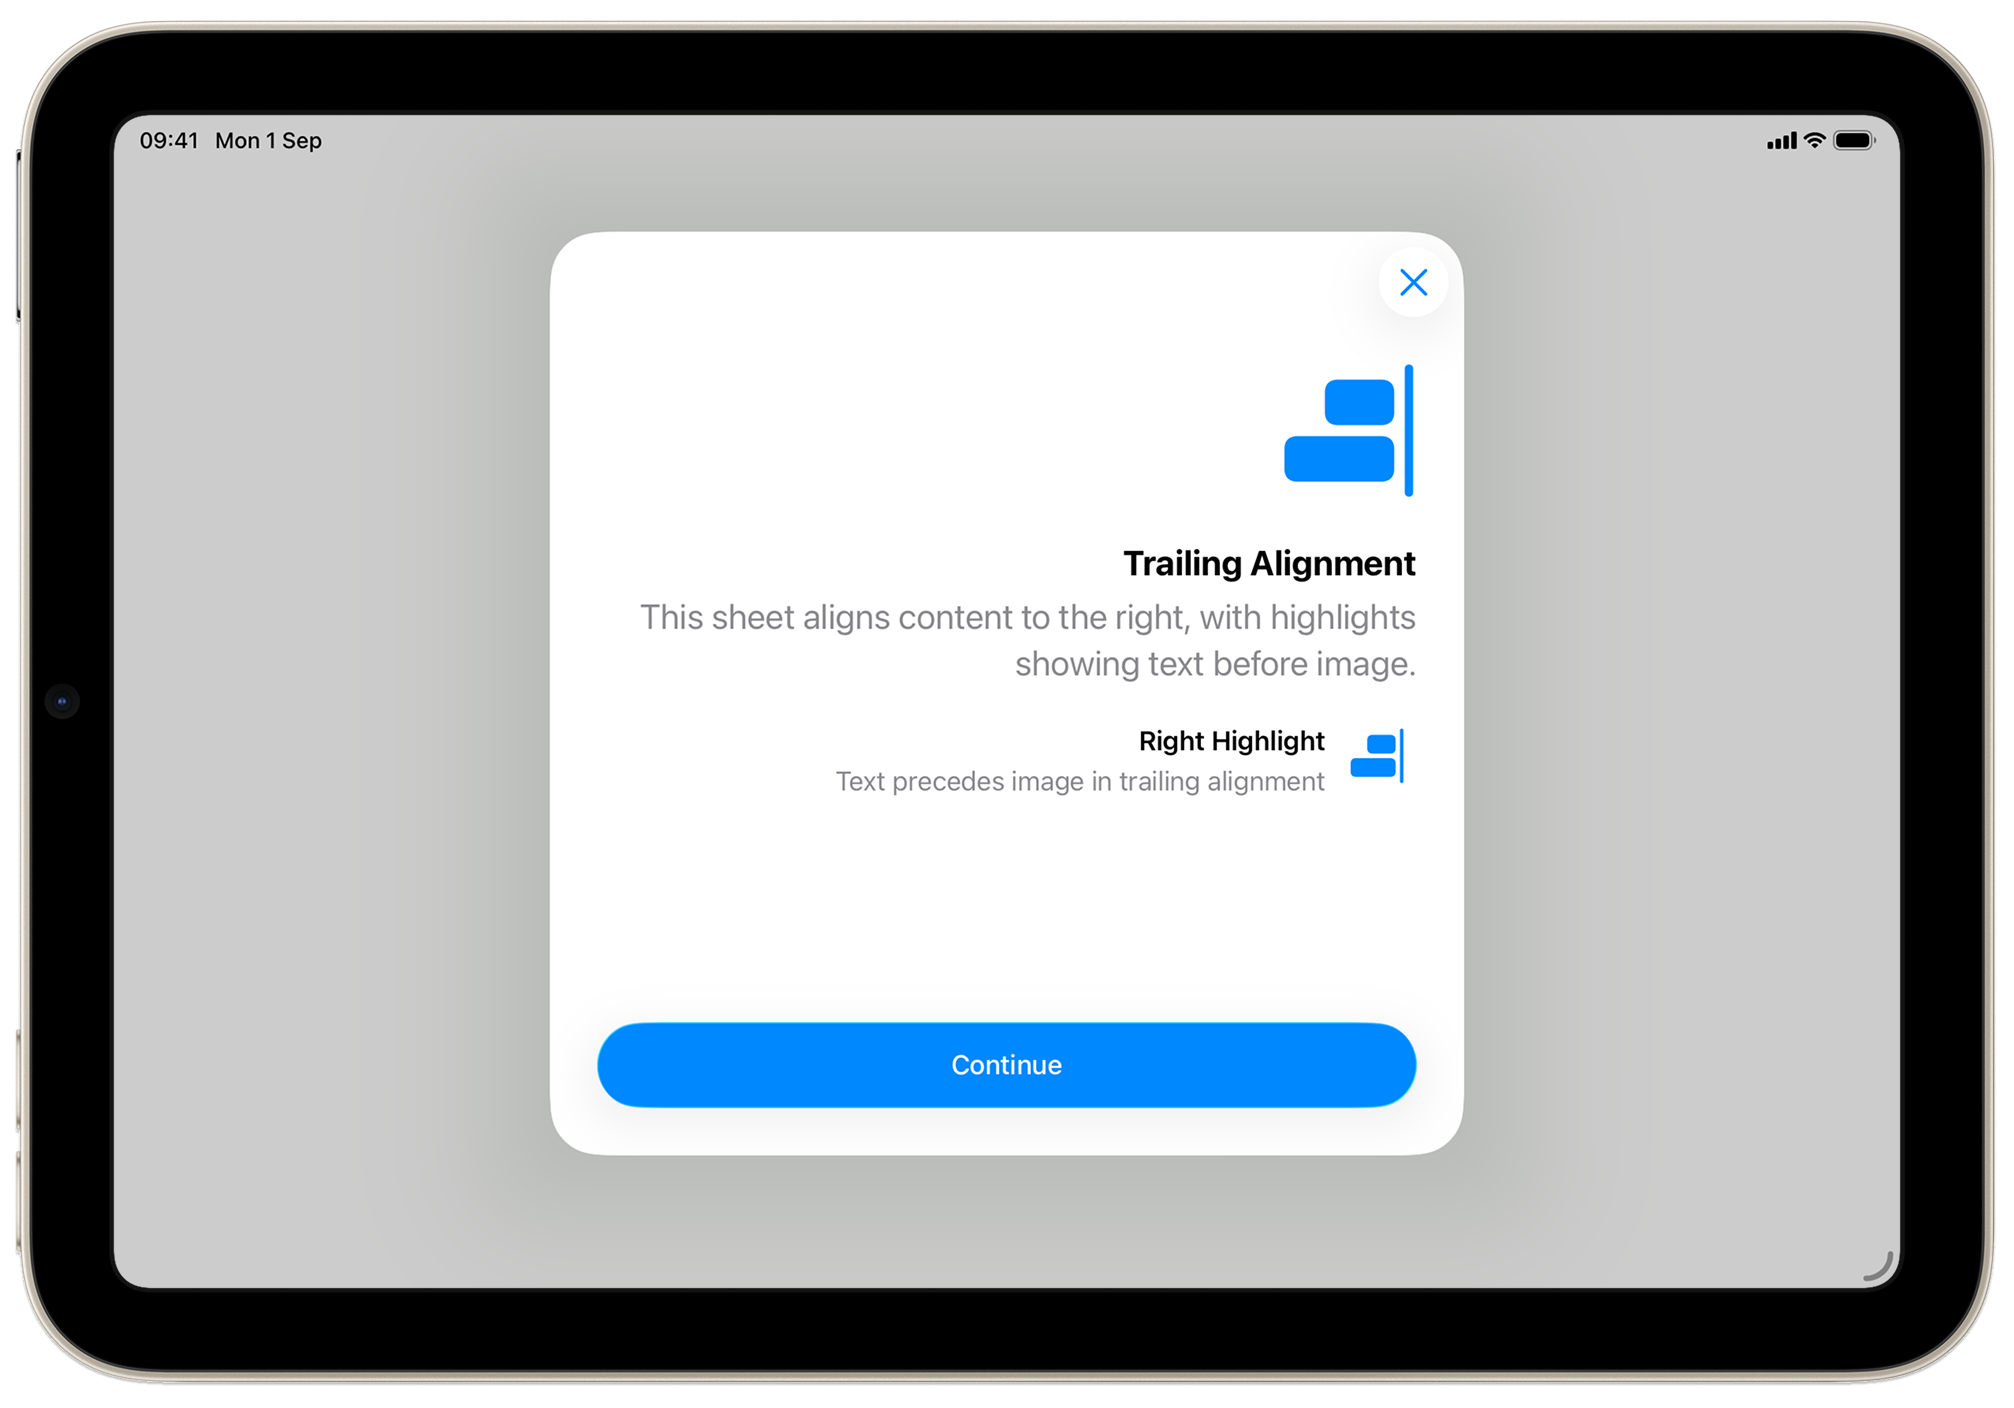 09:41 Mon 1 Sep
Trailing Alignment
This sheet aligns content to the right, with highlights
showing text before image.
Right Highlight
Text precedes image in trailing alignment
Continue